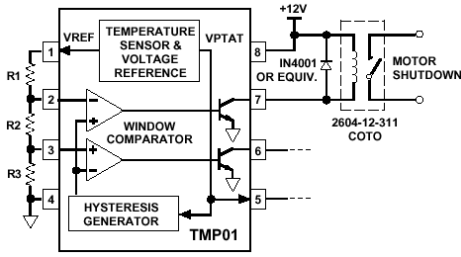 +12V
VREF
TEMPERATURE
SENSOR &
VOLTAGE
REFERENCE
VPTAT
1
8
R1
IN4001
OR EQUIV.
MOTOR
SHUTDOWN
2
7
2604-12-311
COTO
R2
WINDOW
COMPARATOR
3
6
R3
4
5
HYSTERESIS
GENERATOR
TMP01